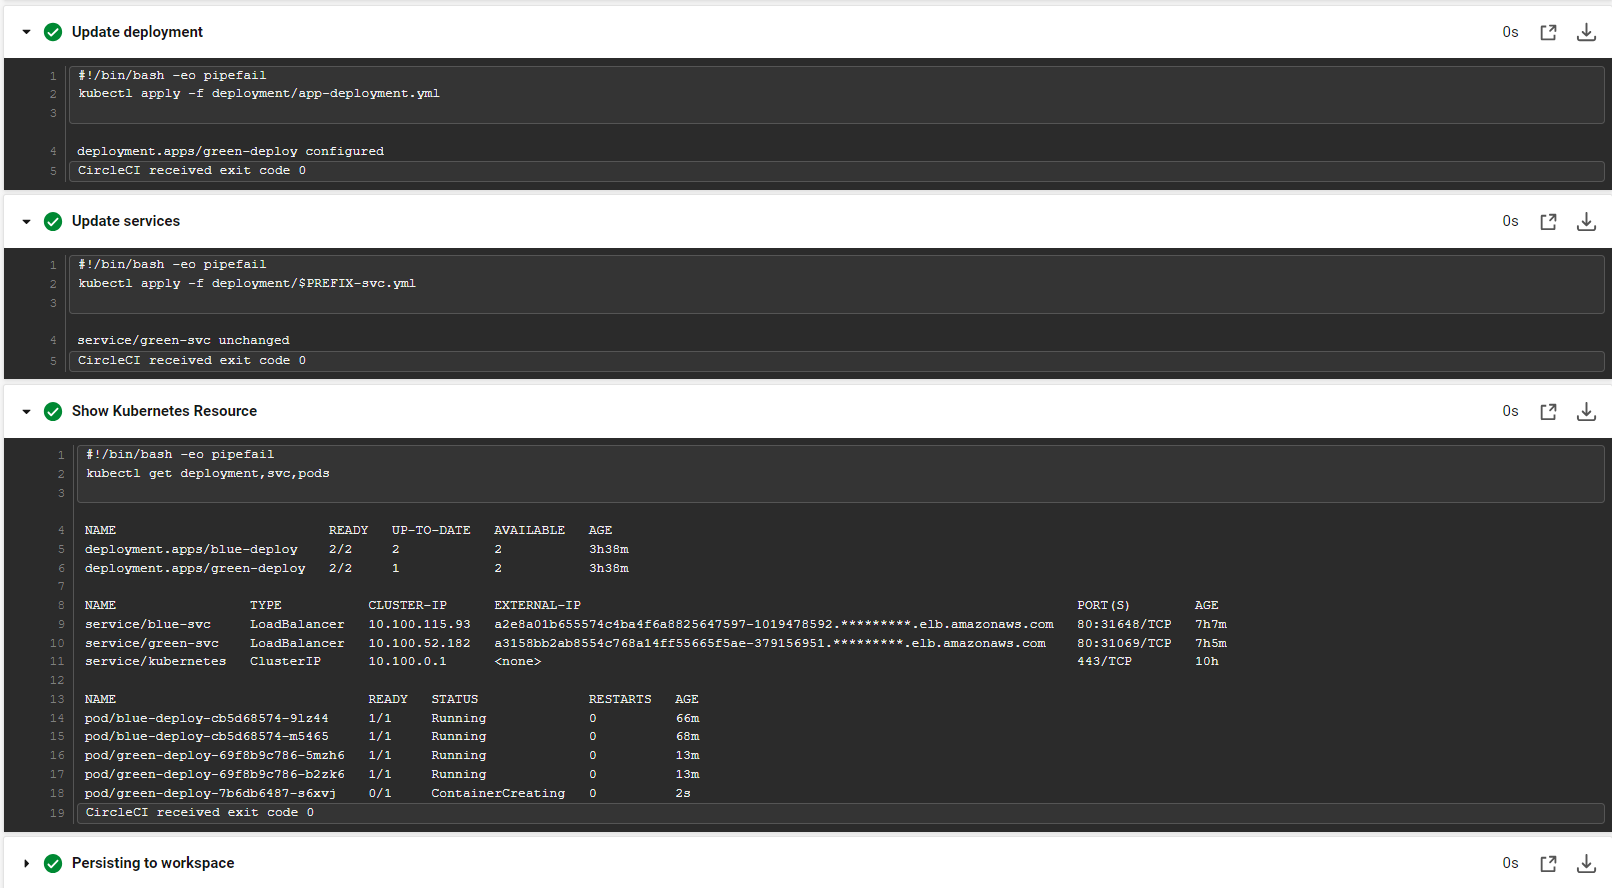 Update deployment 0s
1 #!/bin/bash -eo pipefail
2 kubectl apply -f deployment/app-deployment.yml
3
4 deployment.apps/green-deploy configured
5 CircleCI received exit code 0
Update services 0s
1 #!/bin/bash -eo pipefail
2 kubectl apply -f deployment/$PREFIX-svc.yml
3
4 service/green-svc unchanged
5 CircleCI received exit code 0
Show Kubernetes Resource 0s
1 #!/bin/bash -eo pipefail
2 kubectl get deployment,svc,pods
3
4 NAME READY UP-TO-DATE AVAILABLE AGE
5 deployment.apps/blue-deploy 2/2 2 2 3h38m
6 deployment.apps/green-deploy 2/2 1 2 3h38m
7
8 NAME TYPE CLUSTER-IP EXTERNAL-IP PORT(S) AGE
9 service/blue-svc LoadBalancer 10.100.115.93 a2e8a01b655574c4ba4f6a8825647597-1019478592.*********.elb.amazonaws.com 80:31648/TCP 7h7m
10 service/green-svc LoadBalancer 10.100.52.182 a3158bb2ab8554c768a14ff55665f5ae-379156951.*********.elb.amazonaws.com 80:31069/TCP 7h5m
11 service/kubernetes ClusterIP 10.100.0.1 <none> 443/TCP 10h
12
13 NAME READY STATUS RESTARTS AGE
14 pod/blue-deploy-cb5d68574-9lz44 1/1 Running 0 66m
15 pod/blue-deploy-cb5d68574-m5465 1/1 Running 0 68m
16 pod/green-deploy-69f8b9c786-5mzh6 1/1 Running 0 13m
17 pod/green-deploy-69f8b9c786-b2zk6 1/1 Running 0 13m
18 pod/green-deploy-7b6db6487-s6xvj 0/1 ContainerCreating 0 2s
19 CircleCI received exit code 0
Persisting to workspace 0s